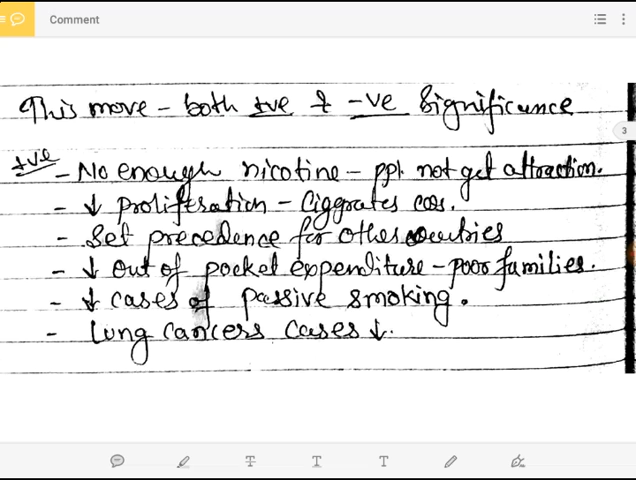 Comment
This move - both +ve & -ve Significance
3
+ve - No enough nicotine - ppl. not get attraction.
- ↓ proliferation - Ciggrates cos.
- Set precedence for other countries
- ↓ Out of pocket expenditure - poor families.
- ↓ cases of passive smoking.
- Lung cancers cases ↓.